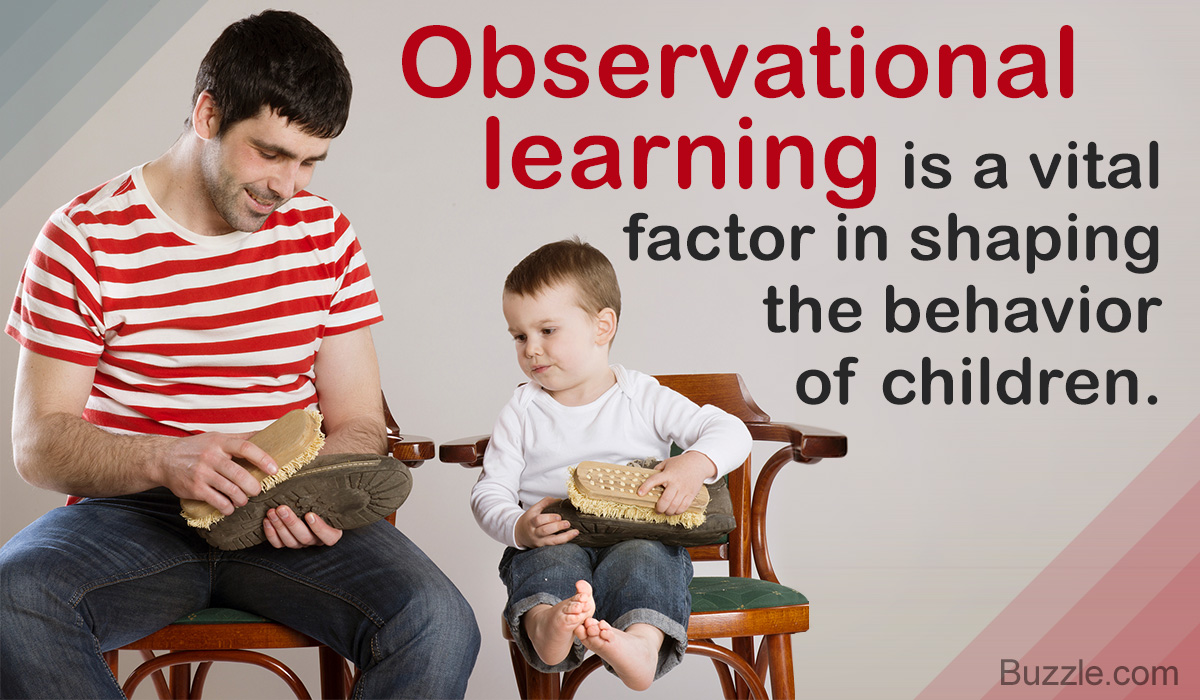 Observational
learning is a vital
factor in shaping
the behavior
of children.
Buzzle.com